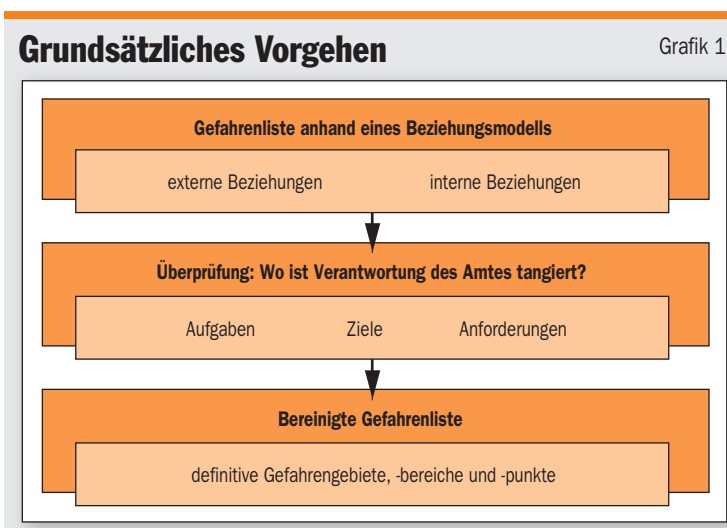 Grundsätzliches Vorgehen
Grafik 1
Gefahrenliste anhand eines Beziehungsmodells
externe Beziehungen interne Beziehungen
Überprüfung: Wo ist Verantwortung des Amtes tangiert?
Aufgaben Ziele Anforderungen
Bereinigte Gefahrenliste
definitive Gefahrengebiete, -bereiche und -punkte